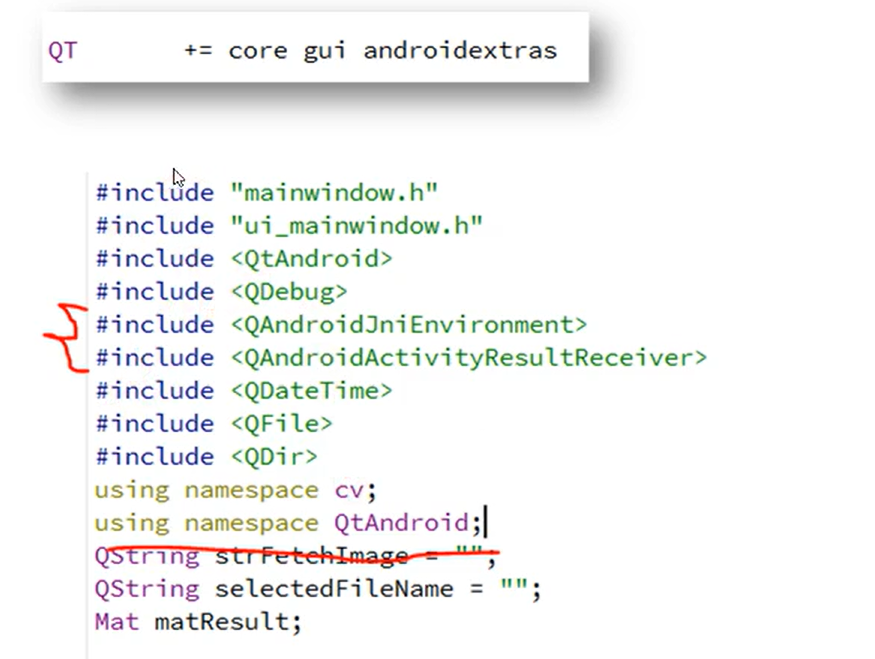 QT += core gui androidextras
#include "mainwindow.h"
#include "ui_mainwindow.h"
#include <QtAndroid>
#include <QDebug>
#include <QAndroidJniEnvironment>
#include <QAndroidActivityResultReceiver>
#include <QDateTime>
#include <QFile>
#include <QDir>
using namespace cv;
using namespace QtAndroid;
QString strFetchImage = "";
QString selectedFileName = "";
Mat matResult;